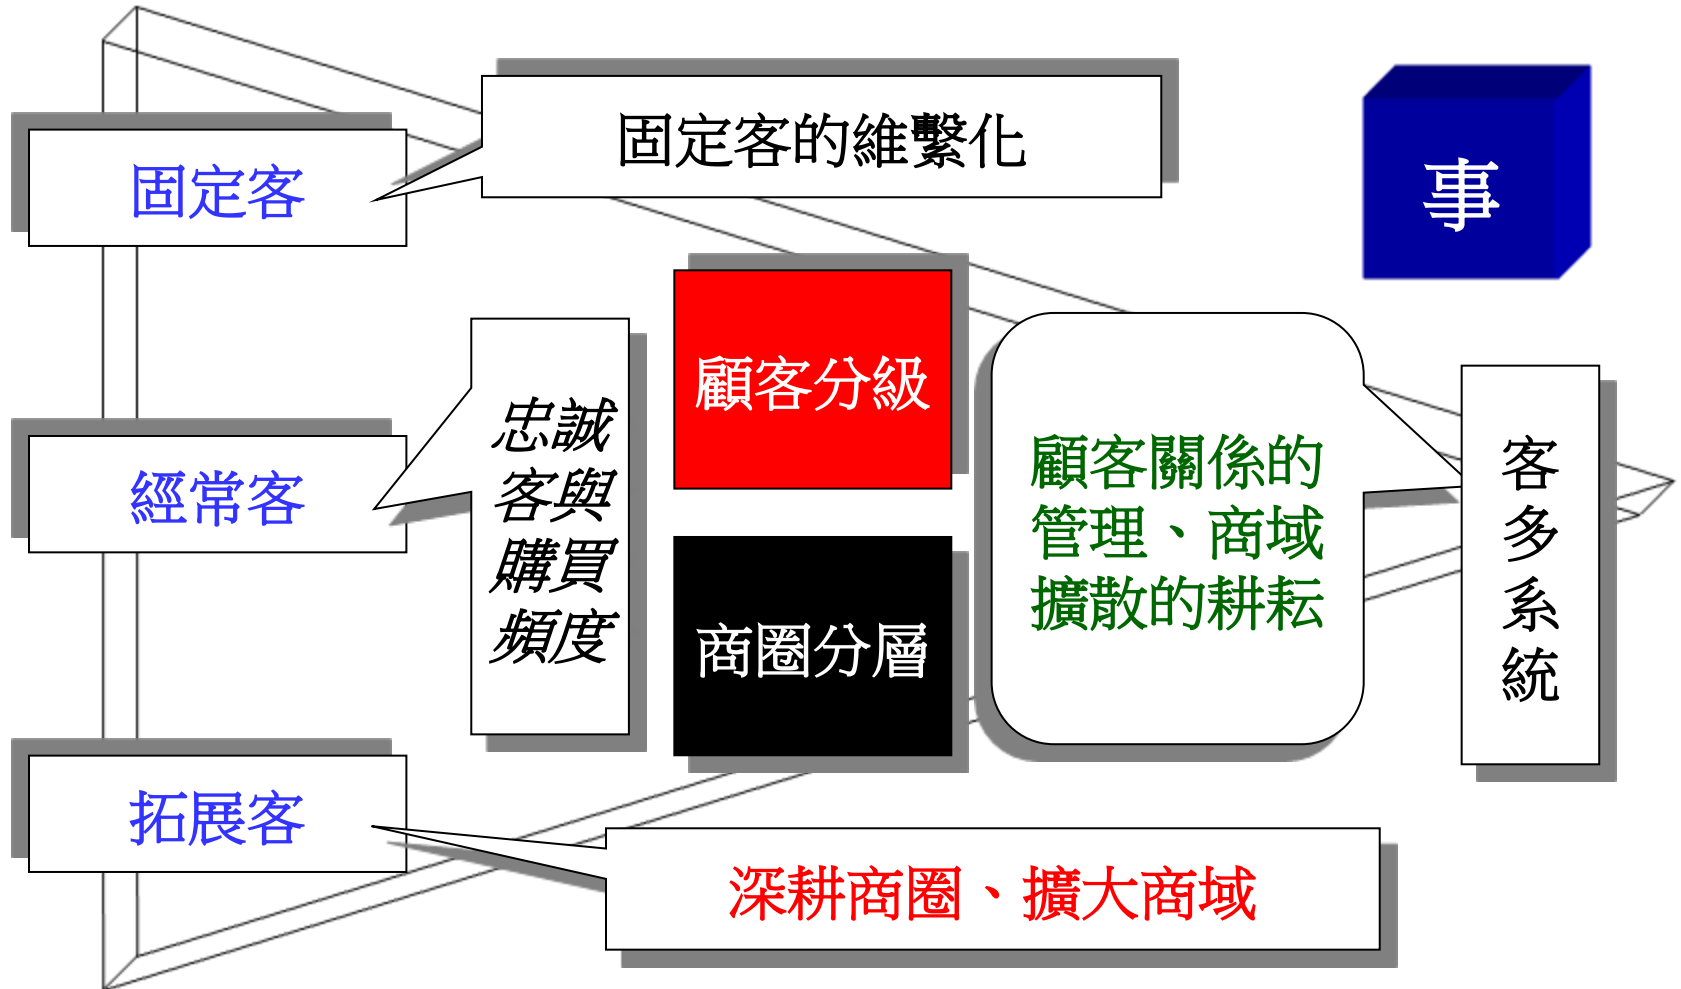 固定客的維繫化
事
固定客
顧客分級
忠誠
客與
購買
頻度
經常客
顧客關係的
管理、商域
擴散的耕耘
客
多
系
統
商圈分層
拓展客
深耕商圈、擴大商域